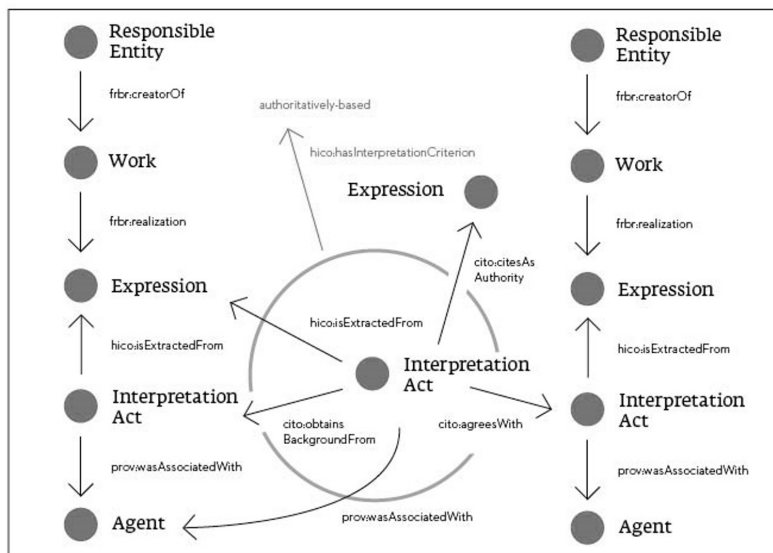 Responsible
Entity
frbr:creatorOf
Work
frbr:realization
Expression
hico:isExtractedFrom
Interpretation
Act
prov:wasAssociatedWith
Agent
authoritatively-based
hico:hasInterpretationCriterion
Expression
cito:citesAs
Authority
hico:isExtractedFrom
Interpretation
Act
cito:obtains
BackgroundFrom
cito:agreesWith
prov:wasAssociatedWith
Responsible
Entity
frbr:creatorOf
Work
frbr:realization
Expression
hico:isExtractedFrom
Interpretation
Act
prov:wasAssociatedWith
Agent